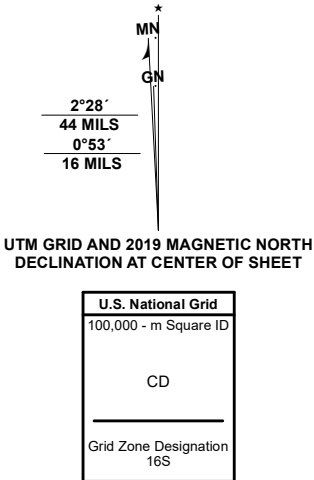 MN
GN
2°28´
44 MILS
0°53´
16 MILS
UTM GRID AND 2019 MAGNETIC NORTH
DECLINATION AT CENTER OF SHEET
U.S. National Grid
100,000 - m Square ID
CD
Grid Zone Designation
16S